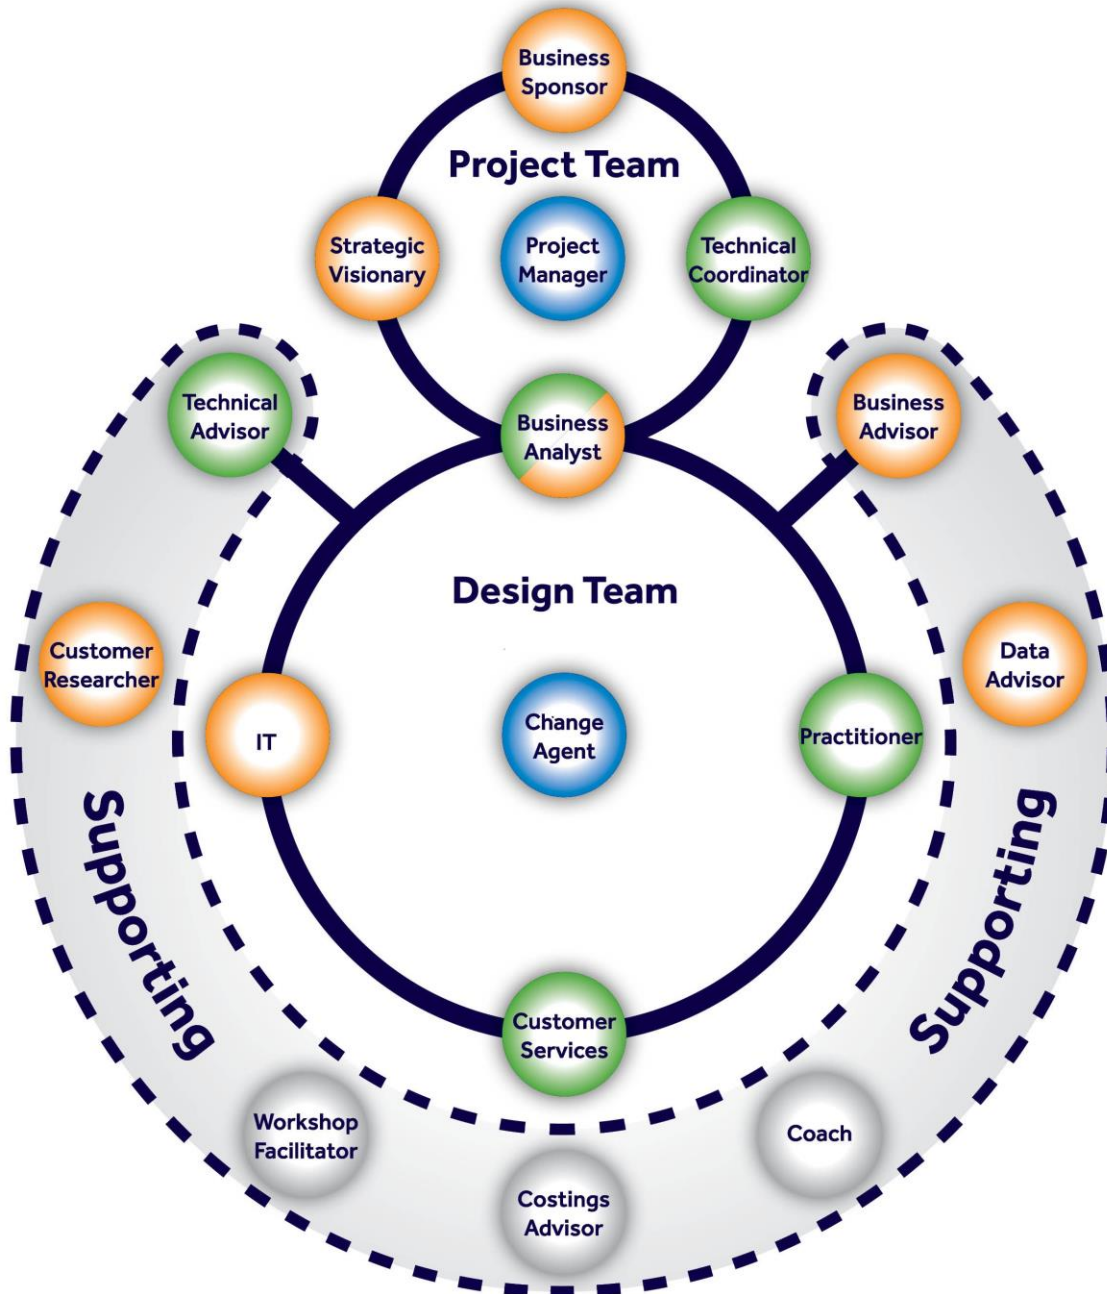 Business
Sponsor
Project Team
Strategic
Visionary
Project
Manager
Technical
Coordinator
Technical
Advisor
Business
Analyst
Business
Advisor
Design Team
Customer
Researcher
IT
Change
Agent
Practitioner
Data
Advisor
Supporting
Supporting
Customer
Services
Workshop
Facilitator
Costings
Advisor
Coach